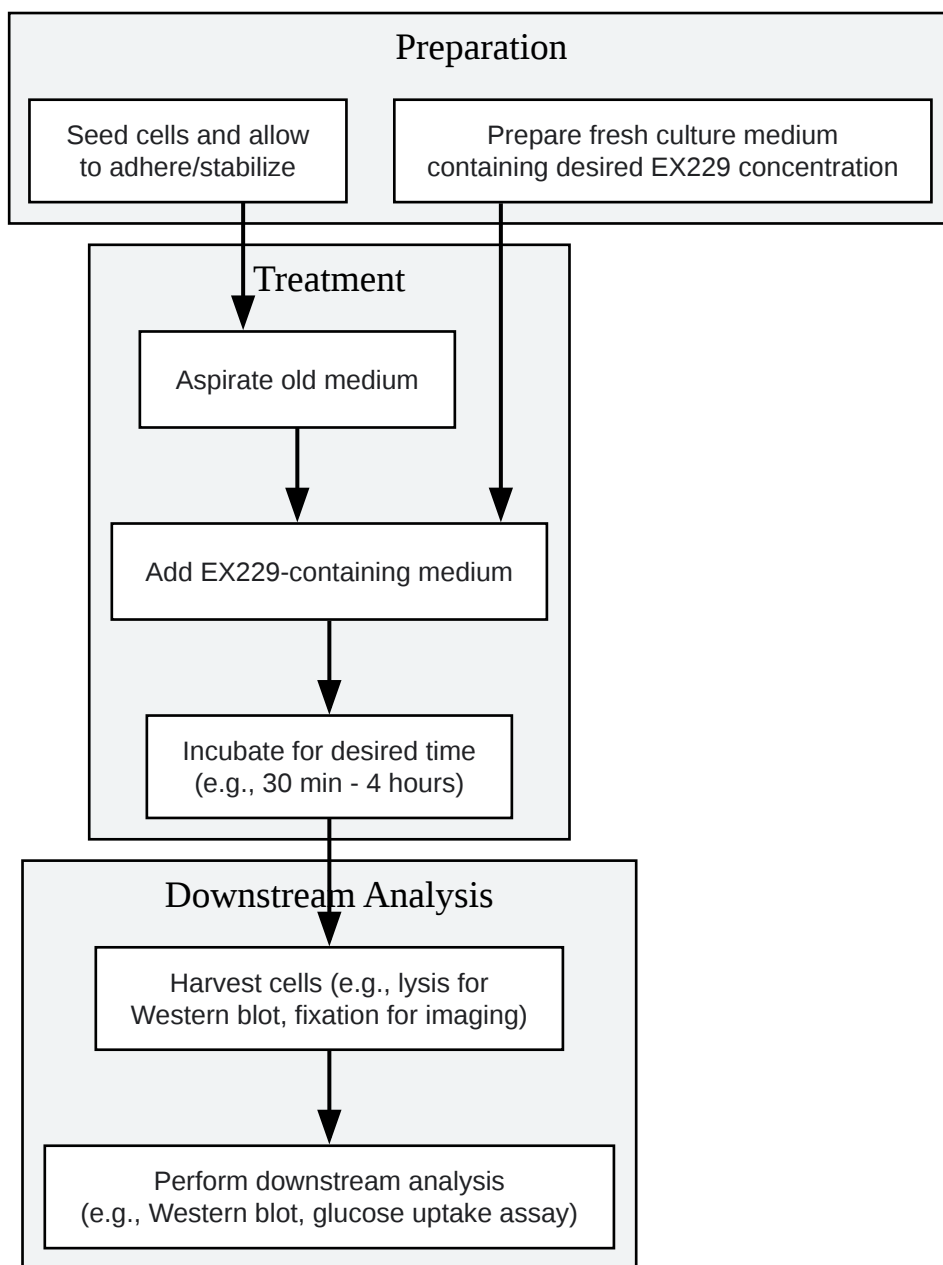 Preparation
Seed cells and allow
to adhere/stabilize
Prepare fresh culture medium
containing desired EX229 concentration
Treatment
Aspirate old medium
Add EX229-containing medium
Incubate for desired time
(e.g., 30 min - 4 hours)
Downstream Analysis
Harvest cells (e.g., lysis for
Western blot, fixation for imaging)
Perform downstream analysis
(e.g., Western blot, glucose uptake assay)